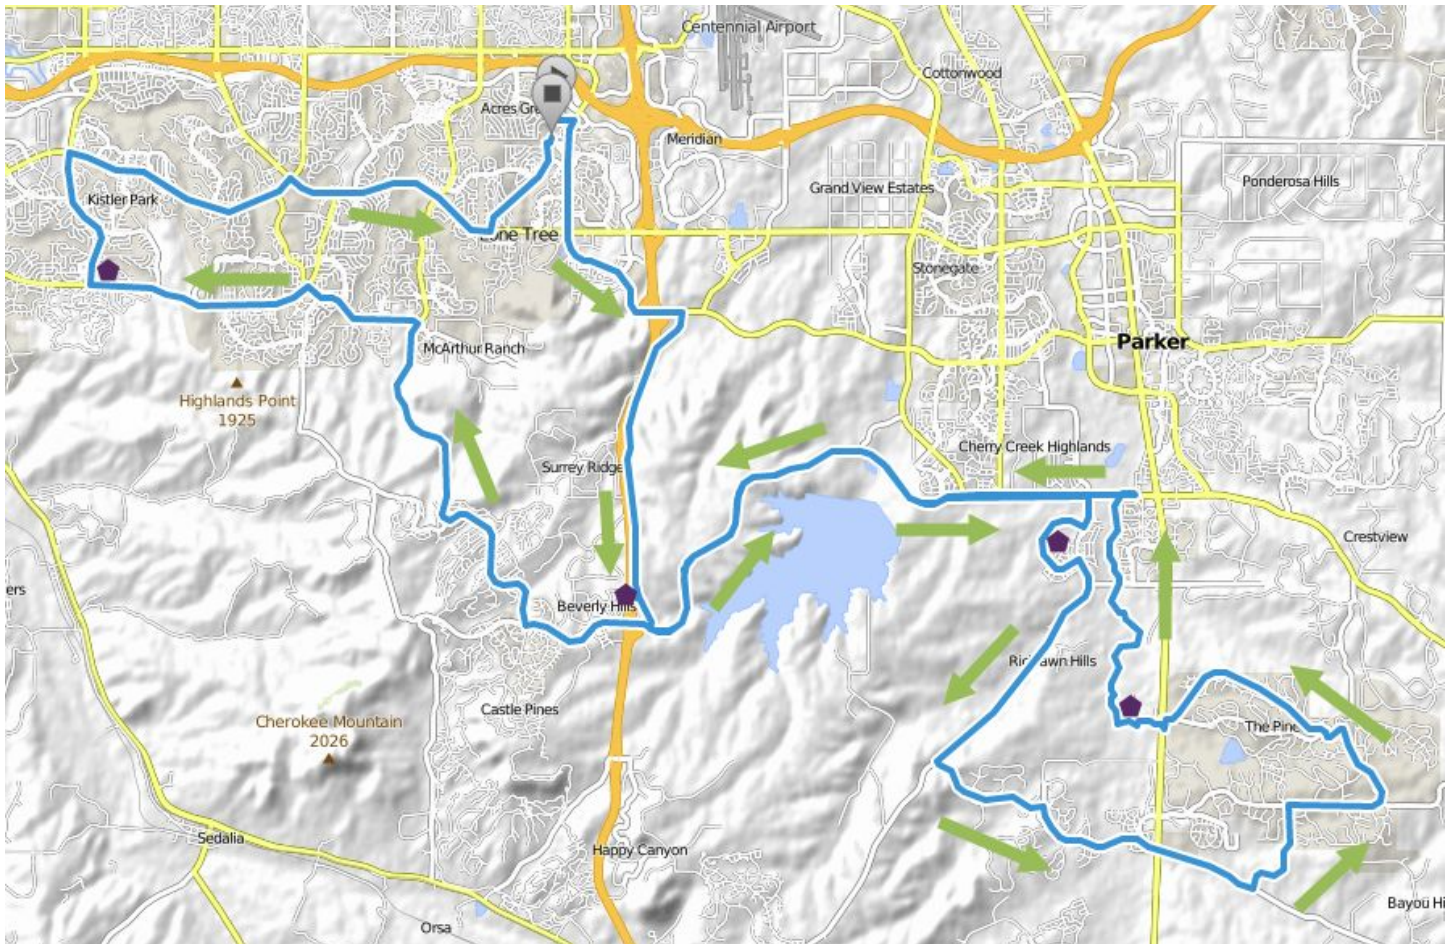 Centennial Airport
Cottonwood
Acres Gre
Meridian
Grand View Estates
Ponderosa Hills
Kistler Park
Lone Tree
Stonegate
Parker
McArthur Ranch
Highlands Point
1925
Cherry Creek Highlands
Surrey Ridge
Crestview
ers
Beverly Hills
Ric
awn Hills
Castle Pines
Cherokee Mountain
2026
The Pine
Sedalia
Happy Canyon
Bayou Hi
Orsa